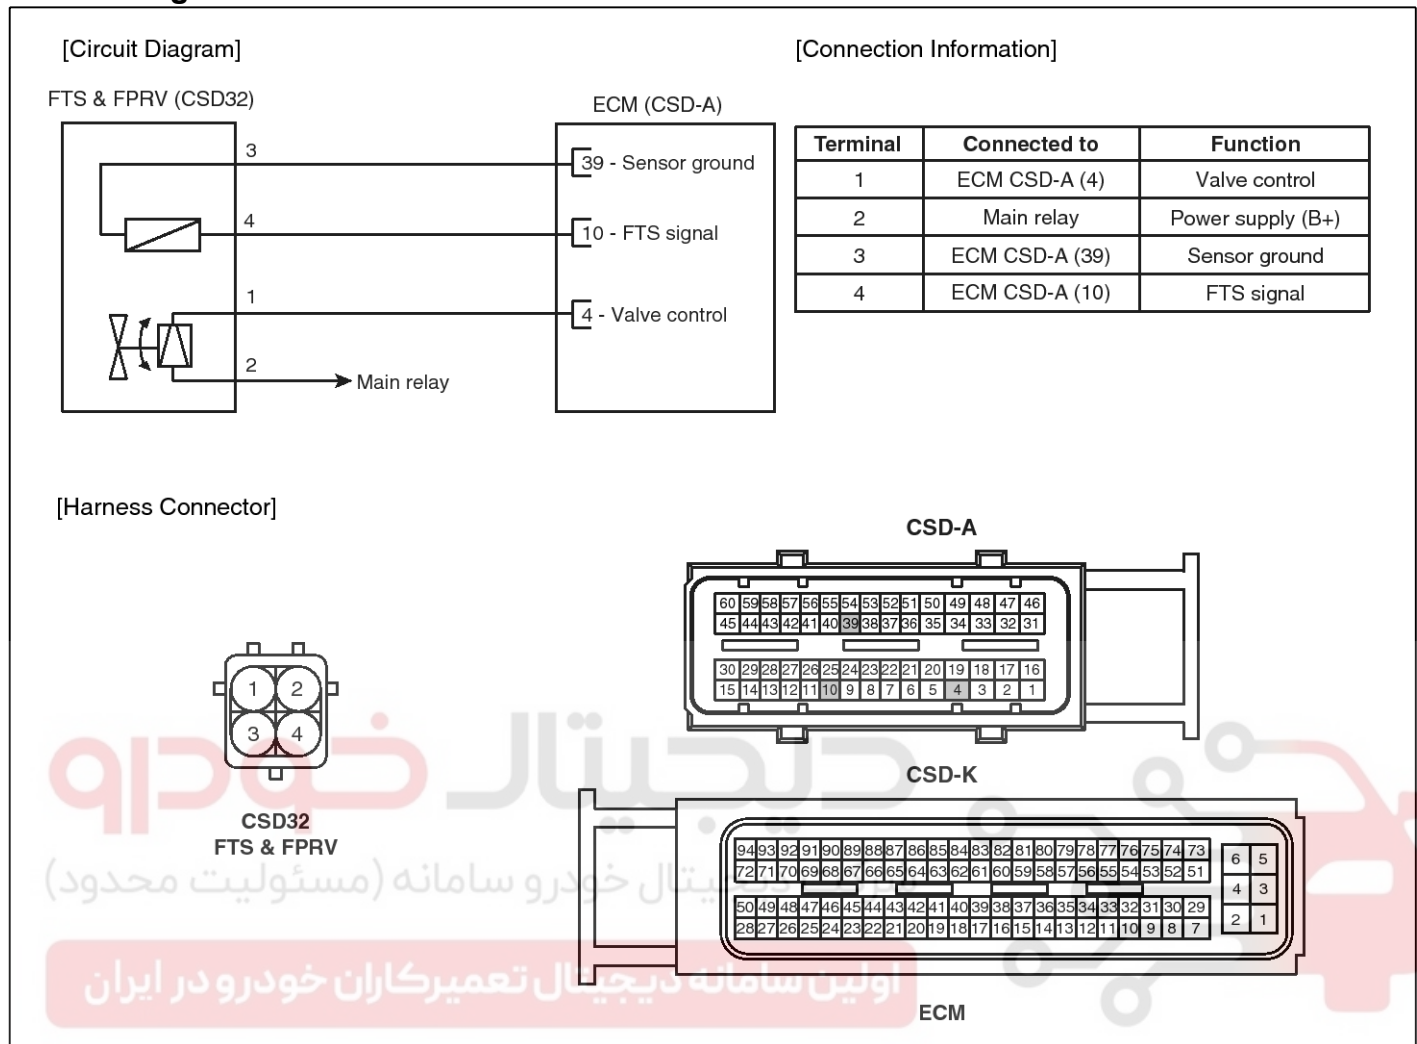 [Circuit Diagram]
FTS & FPRV (CSD32)
ECM (CSD-A)
3
39 - Sensor ground
4
10 - FTS signal
1
4 - Valve control
2
Main relay
[Connection Information]
Terminal Connected to Function
1 ECM CSD-A (4) Valve control
2 Main relay Power supply (B+)
3 ECM CSD-A (39) Sensor ground
4 ECM CSD-A (10) FTS signal
[Harness Connector]
1 2
3 4
CSD32
FTS & FPRV
CSD-A
60 59 58 57 56 55 54 53 52 51 50 49 48 47 46
45 44 43 42 41 40 39 38 37 36 35 34 33 32 31
30 29 28 27 26 25 24 23 22 21 20 19 18 17 16
15 14 13 12 11 10 9 8 7 6 5 4 3 2 1
CSD-K
94 93 92 91 90 89 88 87 86 85 84 83 82 81 80 79 78 77 76 75 74 73
72 71 70 69 68 67 66 65 64 63 62 61 60 59 58 57 56 55 54 53 52 51
50 49 48 47 46 45 44 43 42 41 40 39 38 37 36 35 34 33 32 31 30 29
28 27 26 25 24 23 22 21 20 19 18 17 16 15 14 13 12 11 10 9 8 7
6 5
4 3
2 1
ECM
دیجیتال خودرو
شرکت دیجیتال خودرو سامانه (مسئولیت محدود)
اولین سامانه دیجیتال تعمیرکاران خودرو در ایران